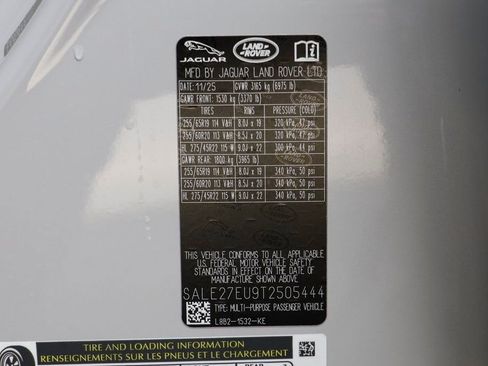 JAGUAR LAND ROVER
MFD BY JAGUAR LAND ROVER LTD
DATE: 11/25 GVWR 3165 kg (6975 lb)
GAWR FRONT: 1530 kg (3370 lb)
TIRES RIMS PRESSURE (COLD)
255/65R19 114 V&H 8.0J x 19 320 kPa, 47 psi
255/60R20 113 V&H 8.5J x 20 320 kPa, 47 psi
HL 275/45R22 115 W 9.0J x 22 300 kPa, 44 psi
GAWR REAR: 1800 kg (3965 lb)
255/65R19 114 V&H 8.0J x 19 340 kPa, 50 psi
255/60R20 113 V&H 8.5J x 20 340 kPa, 50 psi
HL 275/45R22 115 W 9.0J x 22 340 kPa, 50 psi
THIS VEHICLE CONFORMS TO ALL APPLICABLE
U.S. FEDERAL MOTOR VEHICLE SAFETY
STANDARDS IN EFFECT ON THE DATE OF
MANUFACTURE SHOWN ABOVE.
SALE27EU9T2505444
TYPE: MULTI-PURPOSE PASSENGER VEHICLE
L8B2-1532-KE
TIRE AND LOADING INFORMATION
RENSEIGNEMENTS SUR LES PNEUS ET LE CHARGEMENT